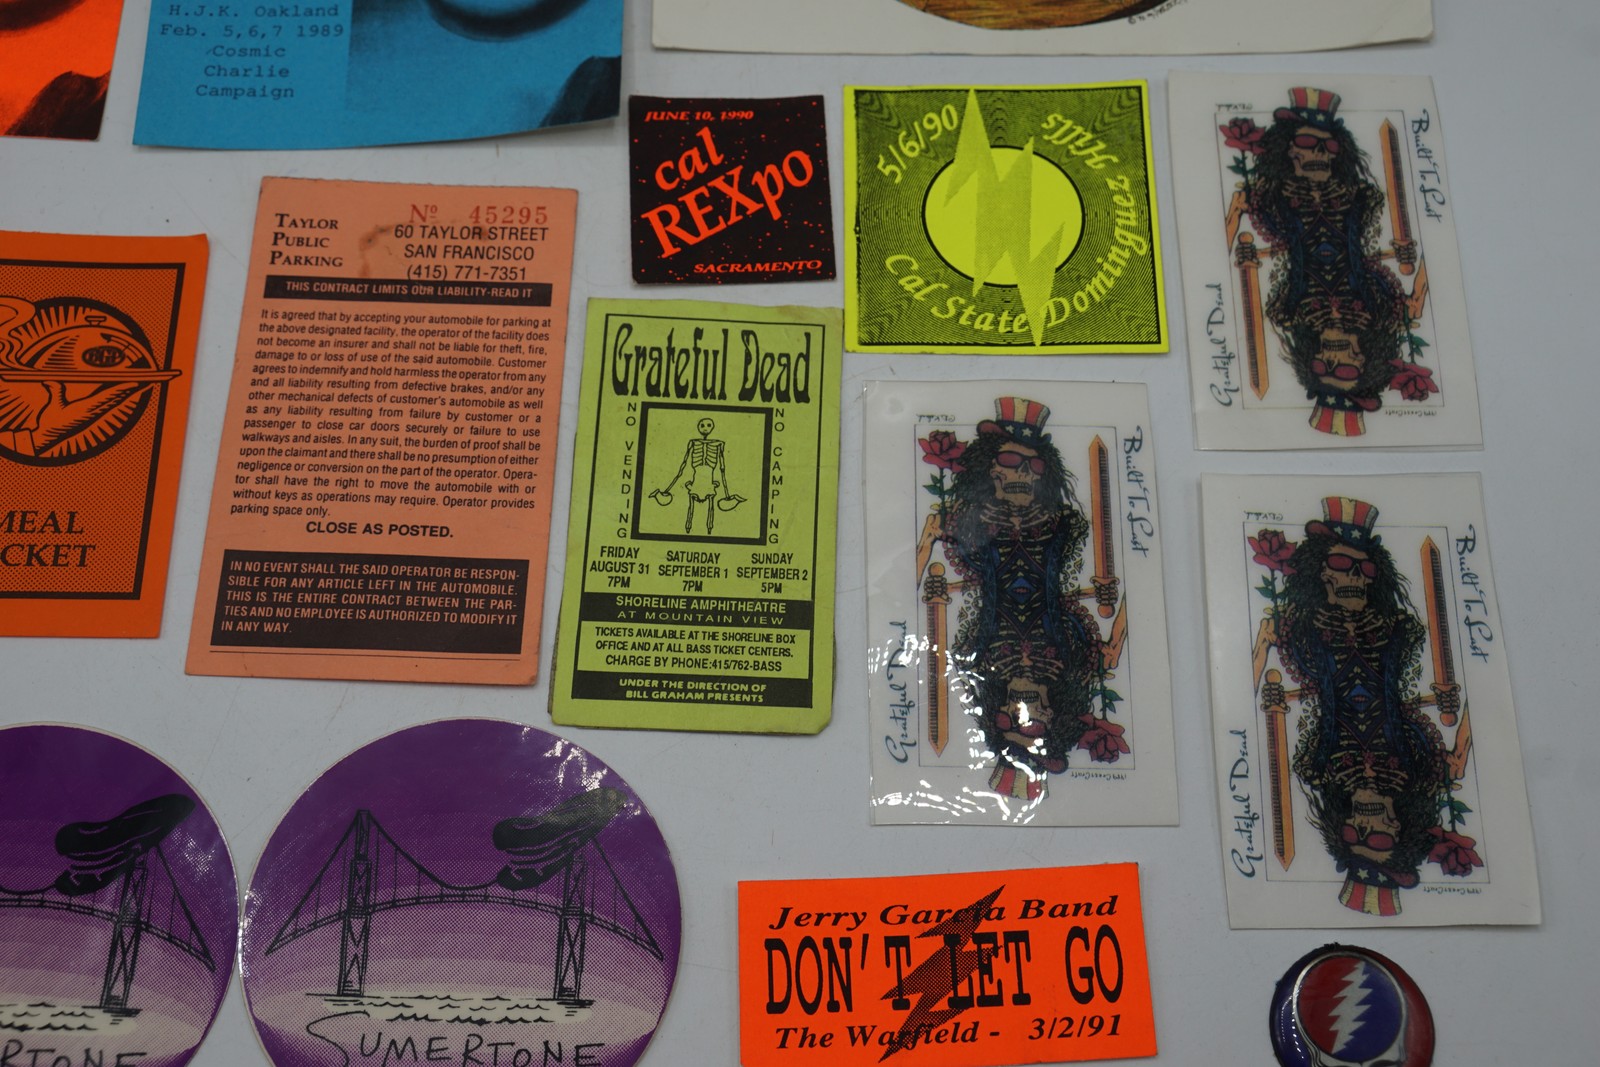 H.J.K. Oakland
Feb. 5,6,7 1989
Cosmic
Charlie
Campaign
JUNE 10, 1990
cal
REXpo
SACRAMENTO
5/6/90
Cal State Dominguez Hills
Built To Last
Grateful Dead
TAYLOR
PUBLIC
PARKING
Nº 45295
60 TAYLOR STREET
SAN FRANCISCO
(415) 771-7351
THIS CONTRACT LIMITS OUR LIABILITY-READ IT
It is agreed that by accepting your automobile for parking at
the above designated facility, the operator of the facility does
not become an insurer and shall not be liable for theft, fire,
damage to or loss of use of the said automobile. Customer
agrees to indemnify and hold harmless the operator from any
and all liability resulting from defective brakes, and/or any
other mechanical defects of customer's automobile as well
as any liability resulting from failure by customer or a
passenger to close car doors securely or failure to use
walkways and aisles. In any suit, the burden of proof shall be
upon the claimant and there shall be no presumption of either
negligence or conversion on the part of the operator. Opera-
tor shall have the right to move the automobile with or
without keys as operations may require. Operator provides
parking space only.
CLOSE AS POSTED.
IN NO EVENT SHALL THE SAID OPERATOR BE RESPON-
SIBLE FOR ANY ARTICLE LEFT IN THE AUTOMOBILE.
THIS IS THE ENTIRE CONTRACT BETWEEN THE PAR-
TIES AND NO EMPLOYEE IS AUTHORIZED TO MODIFY IT
IN ANY WAY.
BGP
MEAL
CKET
Grateful Dead
NO VENDING
NO CAMPING
FRIDAY
AUGUST 31
7PM
SATURDAY
SEPTEMBER 1
7PM
SUNDAY
SEPTEMBER 2
5PM
SHORELINE AMPHITHEATRE
AT MOUNTAIN VIEW
TICKETS AVAILABLE AT THE SHORELINE BOX
OFFICE AND AT ALL BASS TICKET CENTERS.
CHARGE BY PHONE:415/762-BASS
UNDER THE DIRECTION OF
BILL GRAHAM PRESENTS
Built To Last
Grateful Dead
Built To Last
Grateful Dead
RTONE
SUMERTONE
Jerry Garcia Band
DON'T LET GO
The Warfield - 3/2/91